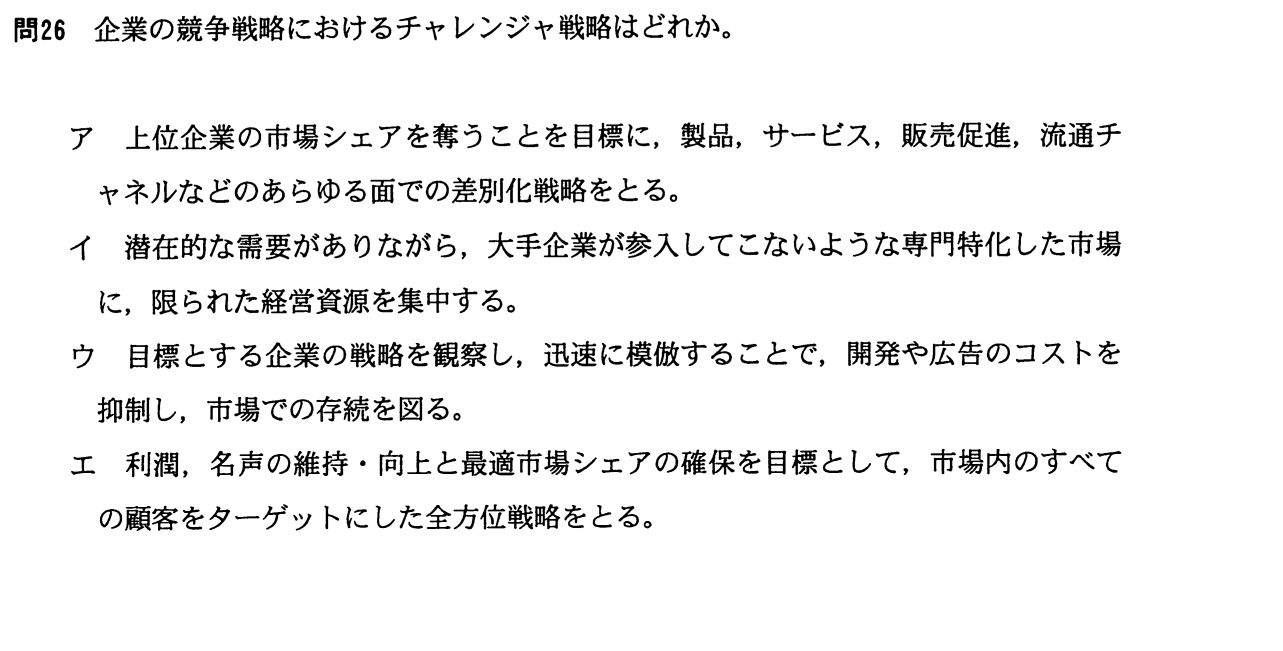 問26 企業の競争戦略におけるチャレンジャ戦略はどれか。
ア 上位企業の市場シェアを奪うことを目標に，製品，サービス，販売促進，流通チ
ャネルなどのあらゆる面での差別化戦略をとる。
イ 潜在的な需要がありながら，大手企業が参入してこないような専門特化した市場
に，限られた経営資源を集中する。
ウ 目標とする企業の戦略を観察し，迅速に模倣することで，開発や広告のコストを
抑制し，市場での存続を図る。
エ 利潤，名声の維持・向上と最適市場シェアの確保を目標として，市場内のすべて
の顧客をターゲットにした全方位戦略をとる。